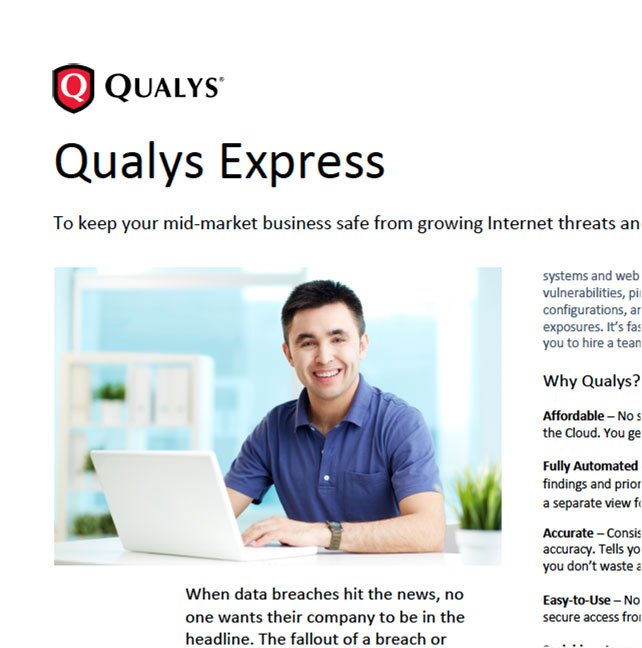 QUALYS®
Qualys Express
To keep your mid-market business safe from growing Internet threats an
When data breaches hit the news, no
one wants their company to be in the
headline. The fallout of a breach or
systems and web
vulnerabilities, pi
configurations, a
exposures. It’s fas
you to hire a tean
Why Qualys?
Affordable – No s
the Cloud. You ge
Fully Automated
findings and prior
a separate view f
Accurate – Consis
accuracy. Tells yo
you don’t waste a
Easy-to-Use – No
secure access fro